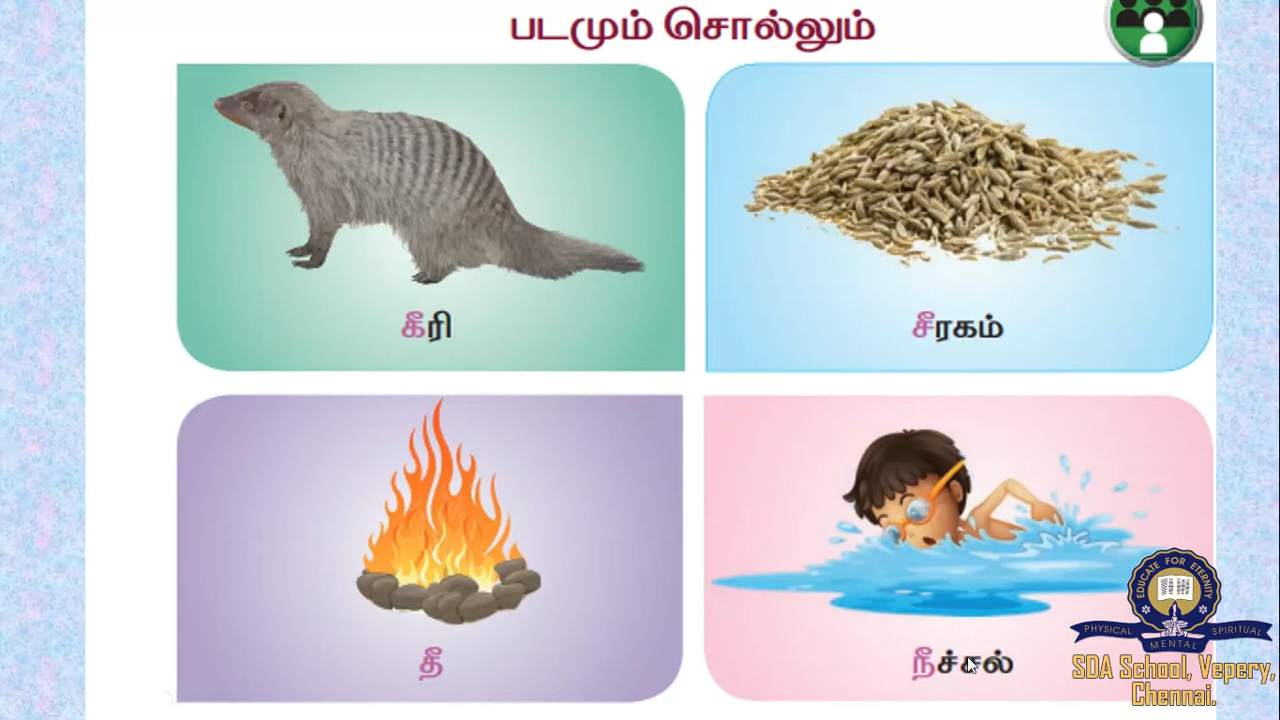 படமும் சொல்லும்
கீரி
சீரகம்
தீ
நீச்சல்
EDUCATE FOR ETERNITY
PHYSICAL
MENTAL
SPIRITUAL
SDA School, Vepery,
Chennai.